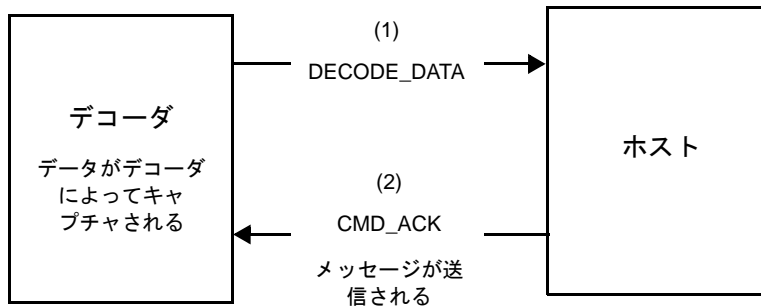 デコーダ
データがデコーダ
によってキャ
プチャされる
(1)
DECODE_DATA
(2)
CMD_ACK
メッセージが送
信される
ホスト